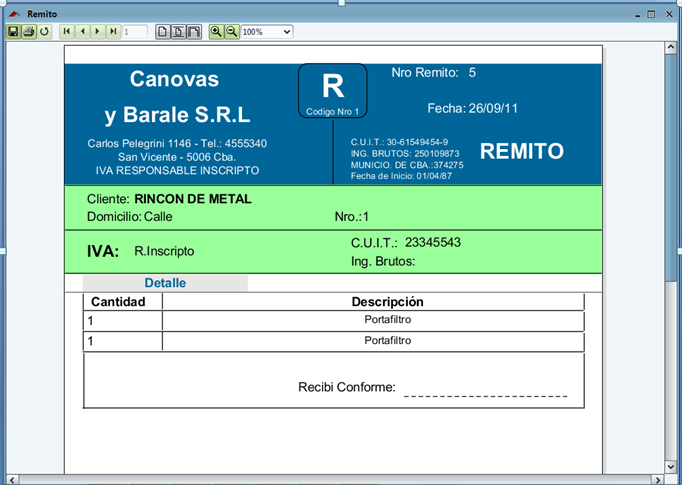 Remito
1
100%
Canovas
y Barale S.R.L
Carlos Pelegrini 1146 - Tel.: 4555340
San Vicente - 5006 Cba.
IVA RESPONSABLE INSCRIPTO
R
Codigo Nro 1
Nro Remito: 5
Fecha: 26/09/11
C.U.I.T.: 30-61549454-9
ING. BRUTOS: 250109873
MUNICIO. DE CBA.:374275
Fecha de Inicio: 01/04/87
REMITO
Cliente: RINCON DE METAL
Domicilio: Calle Nro.:1
IVA: R.Inscripto
C.U.I.T.: 23345543
Ing. Brutos:
Detalle
Cantidad Descripción
1 Portafiltro
1 Portafiltro
Recibi Conforme: